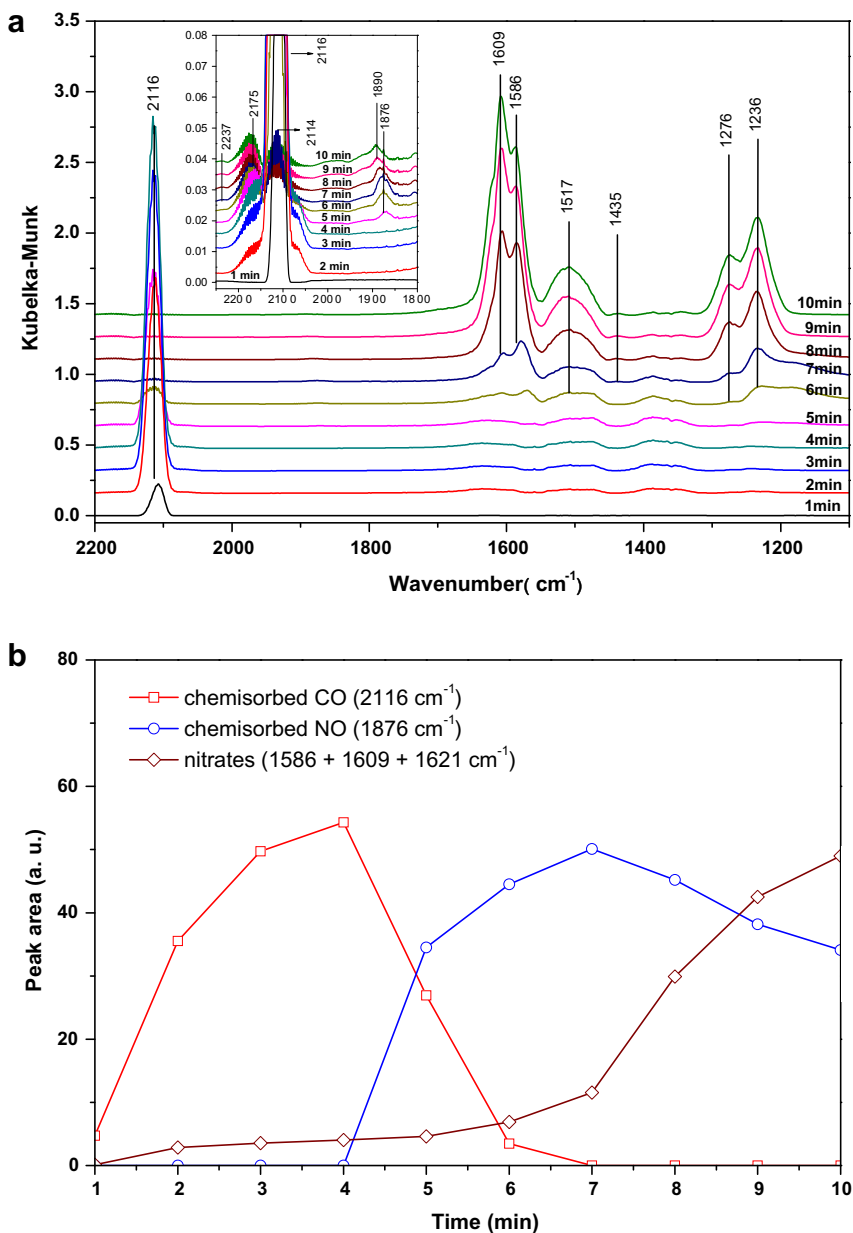 a
3.5
3.0
2.5
2.0
1.5
1.0
0.5
0.0
Kubelka-Munk
2116
0.08
0.07
0.06
0.05
0.04
0.03
0.02
0.01
0.00
2237
2175
2116
2114
1890
1876
10 min
9 min
8 min
7 min
6 min
5 min
4 min
3 min
2 min
1 min
2200 2100 2000 1900 1800
1609
1586
1517
1435
1276
1236
10min
9min
8min
7min
6min
5min
4min
3min
2min
1min
2200 2000 1800 1600 1400 1200
Wavenumber( cm⁻¹)
b
80
60
40
20
0
Peak area (a. u.)
chemisorbed CO (2116 cm⁻¹)
chemisorbed NO (1876 cm⁻¹)
nitrates (1586 + 1609 + 1621 cm⁻¹)
1 2 3 4 5 6 7 8 9 10
Time (min)